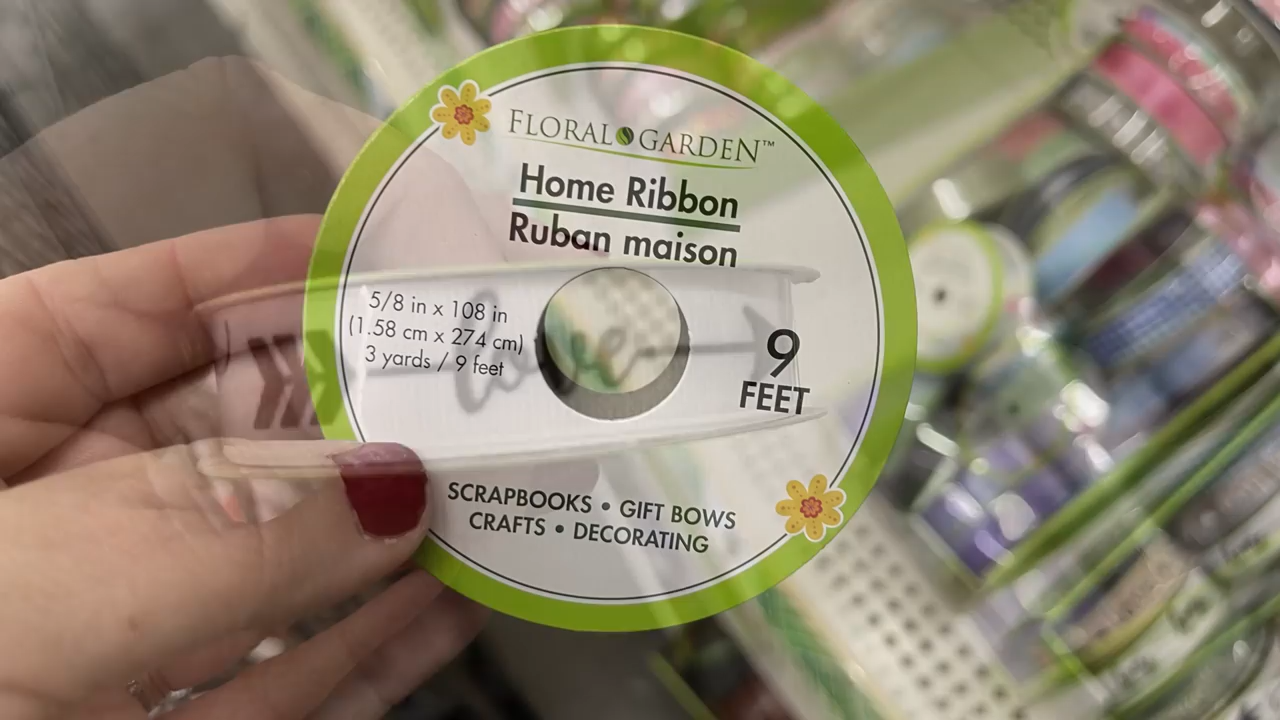 FLORAL GARDEN™
Home Ribbon
Ruban maison
5/8 in x 108 in
(1.58 cm x 274 cm)
3 yards / 9 feet
9
FEET
SCRAPBOOKS • GIFT BOWS
CRAFTS • DECORATING